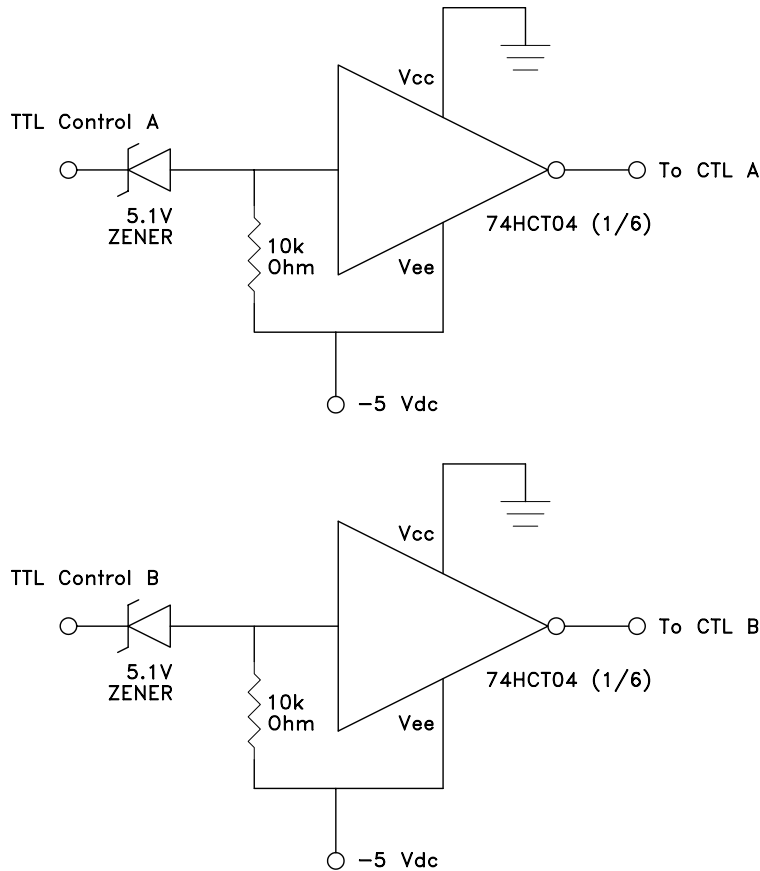 Vcc
TTL Control A
To CTL A
5.1V
ZENER
74HCT04 (1/6)
10k
Ohm
Vee
−5 Vdc
Vcc
TTL Control B
To CTL B
5.1V
ZENER
74HCT04 (1/6)
10k
Ohm
Vee
−5 Vdc